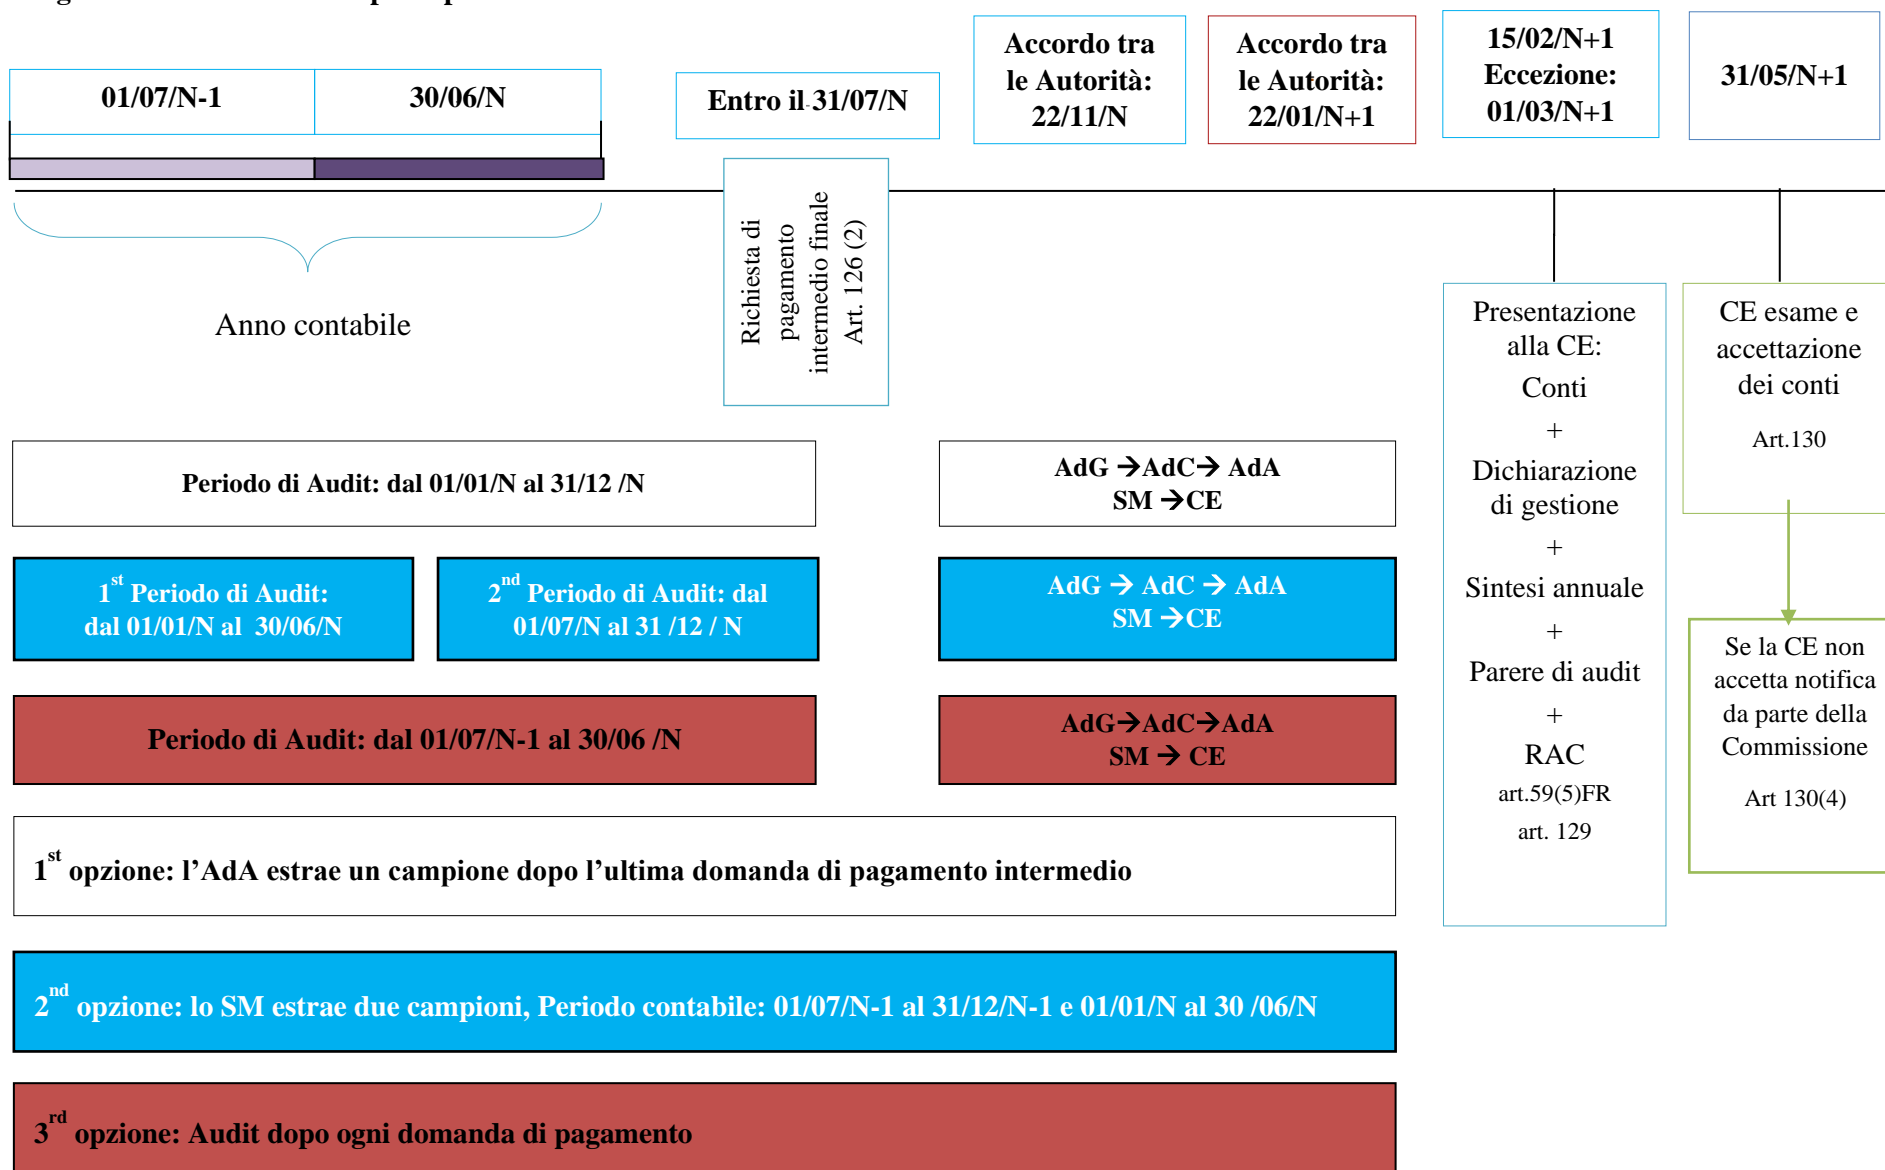 01/07/N-1
30/06/N
Entro il 31/07/N
Accordo tra
le Autorità:
22/11/N
Accordo tra
le Autorità:
22/01/N+1
15/02/N+1
Eccezione:
01/03/N+1
31/05/N+1
Anno contabile
Richiesta di
pagamento
intermedio finale
Art. 126 (2)
Presentazione
alla CE:
Conti
+
Dichiarazione
di gestione
+
Sintesi annuale
+
Parere di audit
+
RAC
art.59(5)FR
art. 129
CE esame e
accettazione
dei conti
Art.130
Se la CE non
accetta notifica
da parte della
Commissione
Art 130(4)
Periodo di Audit: dal 01/01/N al 31/12 /N
AdG →AdC→ AdA
SM →CE
1st Periodo di Audit:
dal 01/01/N al 30/06/N
2nd Periodo di Audit: dal
01/07/N al 31 /12 / N
AdG → AdC → AdA
SM →CE
Periodo di Audit: dal 01/07/N-1 al 30/06 /N
AdG→AdC→AdA
SM → CE
1st opzione: l’AdA estrae un campione dopo l’ultima domanda di pagamento intermedio
2nd opzione: lo SM estrae due campioni, Periodo contabile: 01/07/N-1 al 31/12/N-1 e 01/01/N al 30 /06/N
3rd opzione: Audit dopo ogni domanda di pagamento